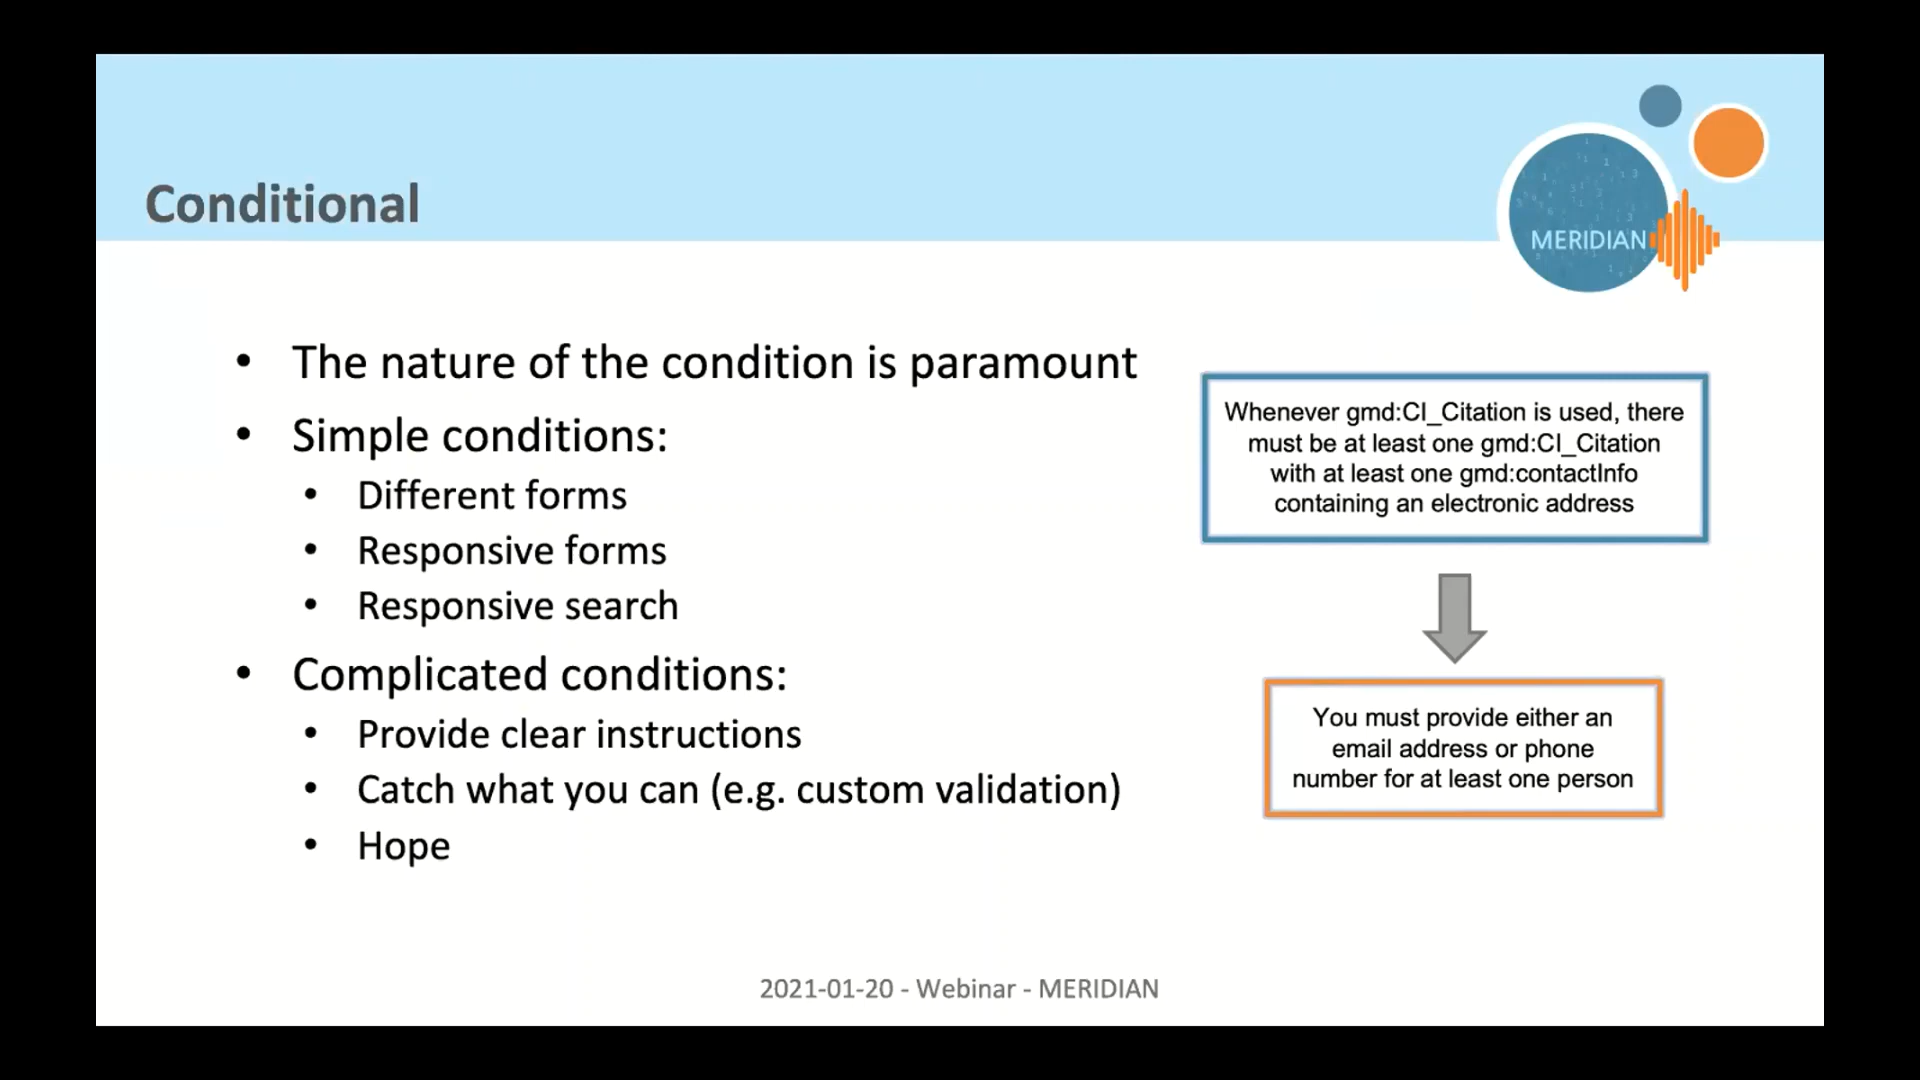 Conditional
MERIDIAN
• The nature of the condition is paramount
• Simple conditions:
• Different forms
• Responsive forms
• Responsive search
• Complicated conditions:
• Provide clear instructions
• Catch what you can (e.g. custom validation)
• Hope
Whenever gmd:CI_Citation is used, there
must be at least one gmd:CI_Citation
with at least one gmd:contactInfo
containing an electronic address
You must provide either an
email address or phone
number for at least one person
2021-01-20 - Webinar - MERIDIAN